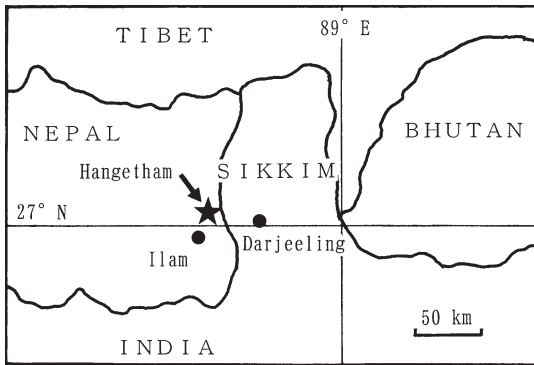 TIBET
89° E
NEPAL
BHUTAN
Hangetham
SIKKIM
27° N
Darjeeling
Ilam
50 km
INDIA